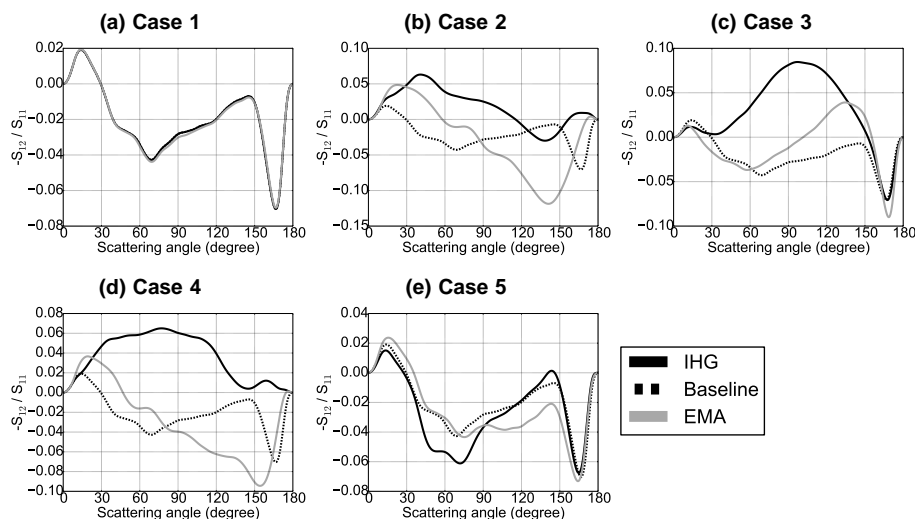 (a) Case 1
(b) Case 2
(c) Case 3
0.02
0.00
−0.02
−0.04
−0.06
−0.08
-S12 / S11
0 30 60 90 120 150 180
Scattering angle (degree)
0.10
0.05
0.00
−0.05
−0.10
−0.15
-S12 / S11
0 30 60 90 120 150 180
Scattering angle (degree)
0.10
0.05
0.00
−0.05
−0.10
-S12 / S11
0 30 60 90 120 150 180
Scattering angle (degree)
(d) Case 4
(e) Case 5
0.08
0.06
0.04
0.02
0.00
−0.02
−0.04
−0.06
−0.08
−0.10
-S12 / S11
0 30 60 90 120 150 180
Scattering angle (degree)
0.04
0.02
0.00
−0.02
−0.04
−0.06
−0.08
-S12 / S11
0 30 60 90 120 150 180
Scattering angle (degree)
IHG
Baseline
EMA